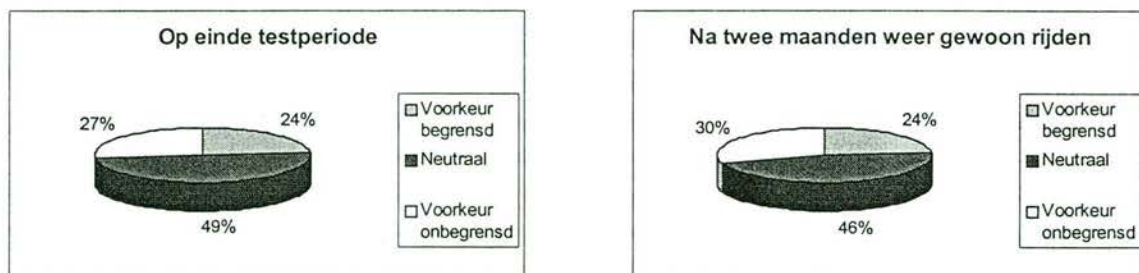 Op einde testperiode
27%
24%
49%
Voorkeur
begrensd
Neutraal
Voorkeur
onbegrensd
Na twee maanden weer gewoon rijden
30%
24%
46%
Voorkeur
begrensd
Neutraal
Voorkeur
onbegrensd